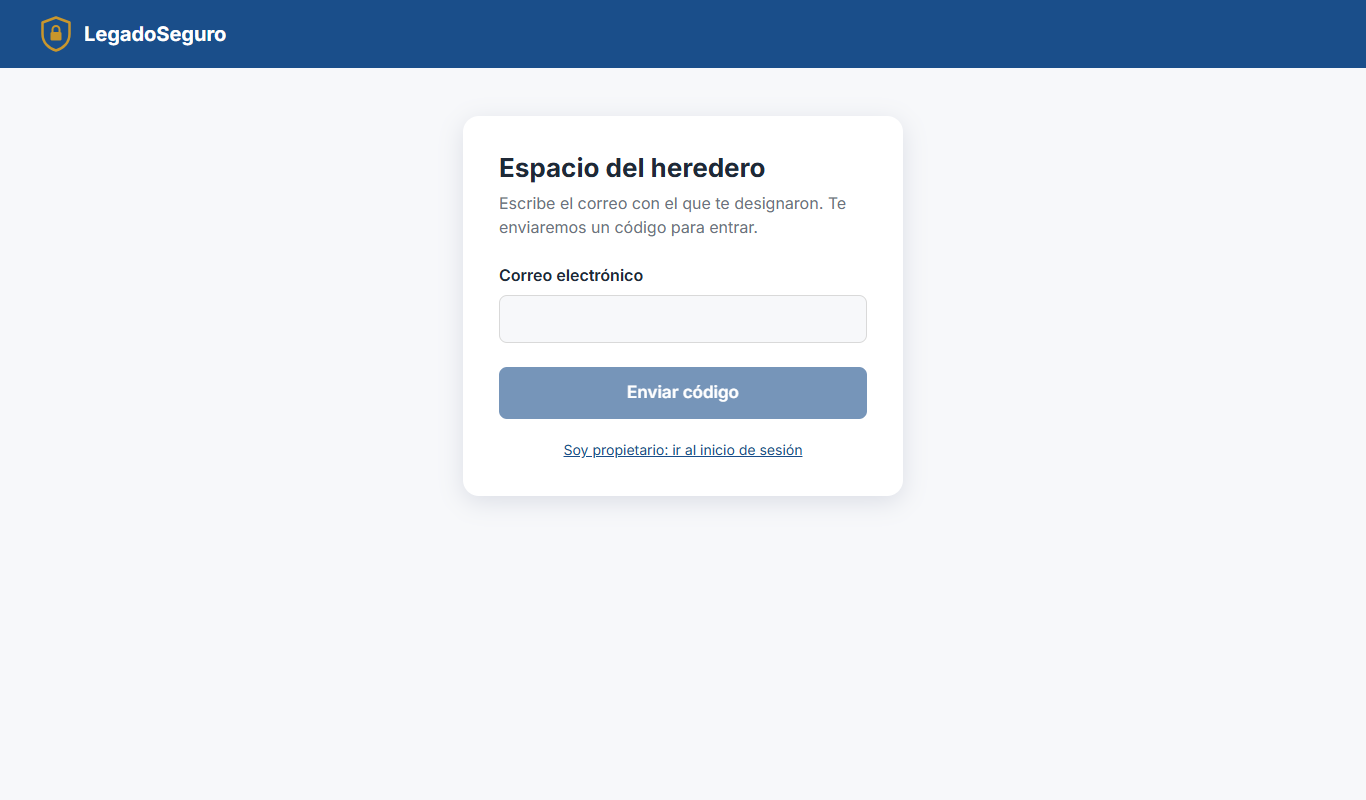 LegadoSeguro
Espacio del heredero
Escribe el correo con el que te designaron. Te
enviaremos un código para entrar.
Correo electrónico
Enviar código
Soy propietario: ir al inicio de sesión